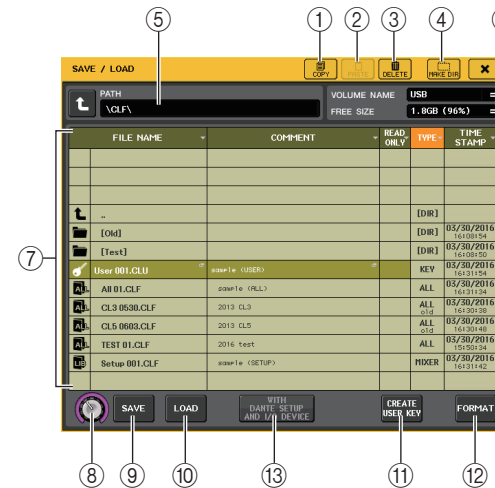 ⑤ ① ② ③ ④
SAVE / LOAD
COPY PASTE DELETE MAKE DIR ×
PATH
\CLF\
VOLUME NAME USB
FREE SIZE 1.8GB (96%)
FILE NAME COMMENT READ ONLY TYPE TIME STAMP
.. [DIR]
[Old] [DIR] 03/30/2016 16:08:54
[Test] [DIR] 03/30/2016 16:08:50
⑦
User 001.CLU sample (USER) KEY 03/30/2016 16:31:54
ALL All 01.CLF sample (ALL) ALL 03/30/2016 16:31:34
ALL CL3 0530.CLF 2013 CL3 ALL old 03/30/2016 16:30:38
ALL CL5 0603.CLF 2013 CL5 ALL old 03/30/2016 16:30:48
ALL TEST 01.CLF 2016 test ALL 03/30/2016 15:50:34
LIB Setup 001.CLF sample (SETUP) MIXER 03/30/2016 16:31:42
SAVE LOAD WITH DANTE SETUP AND I/O DEVICE CREATE USER KEY FORMAT
⑧ ⑨ ⑩ ⑬ ⑪ ⑫